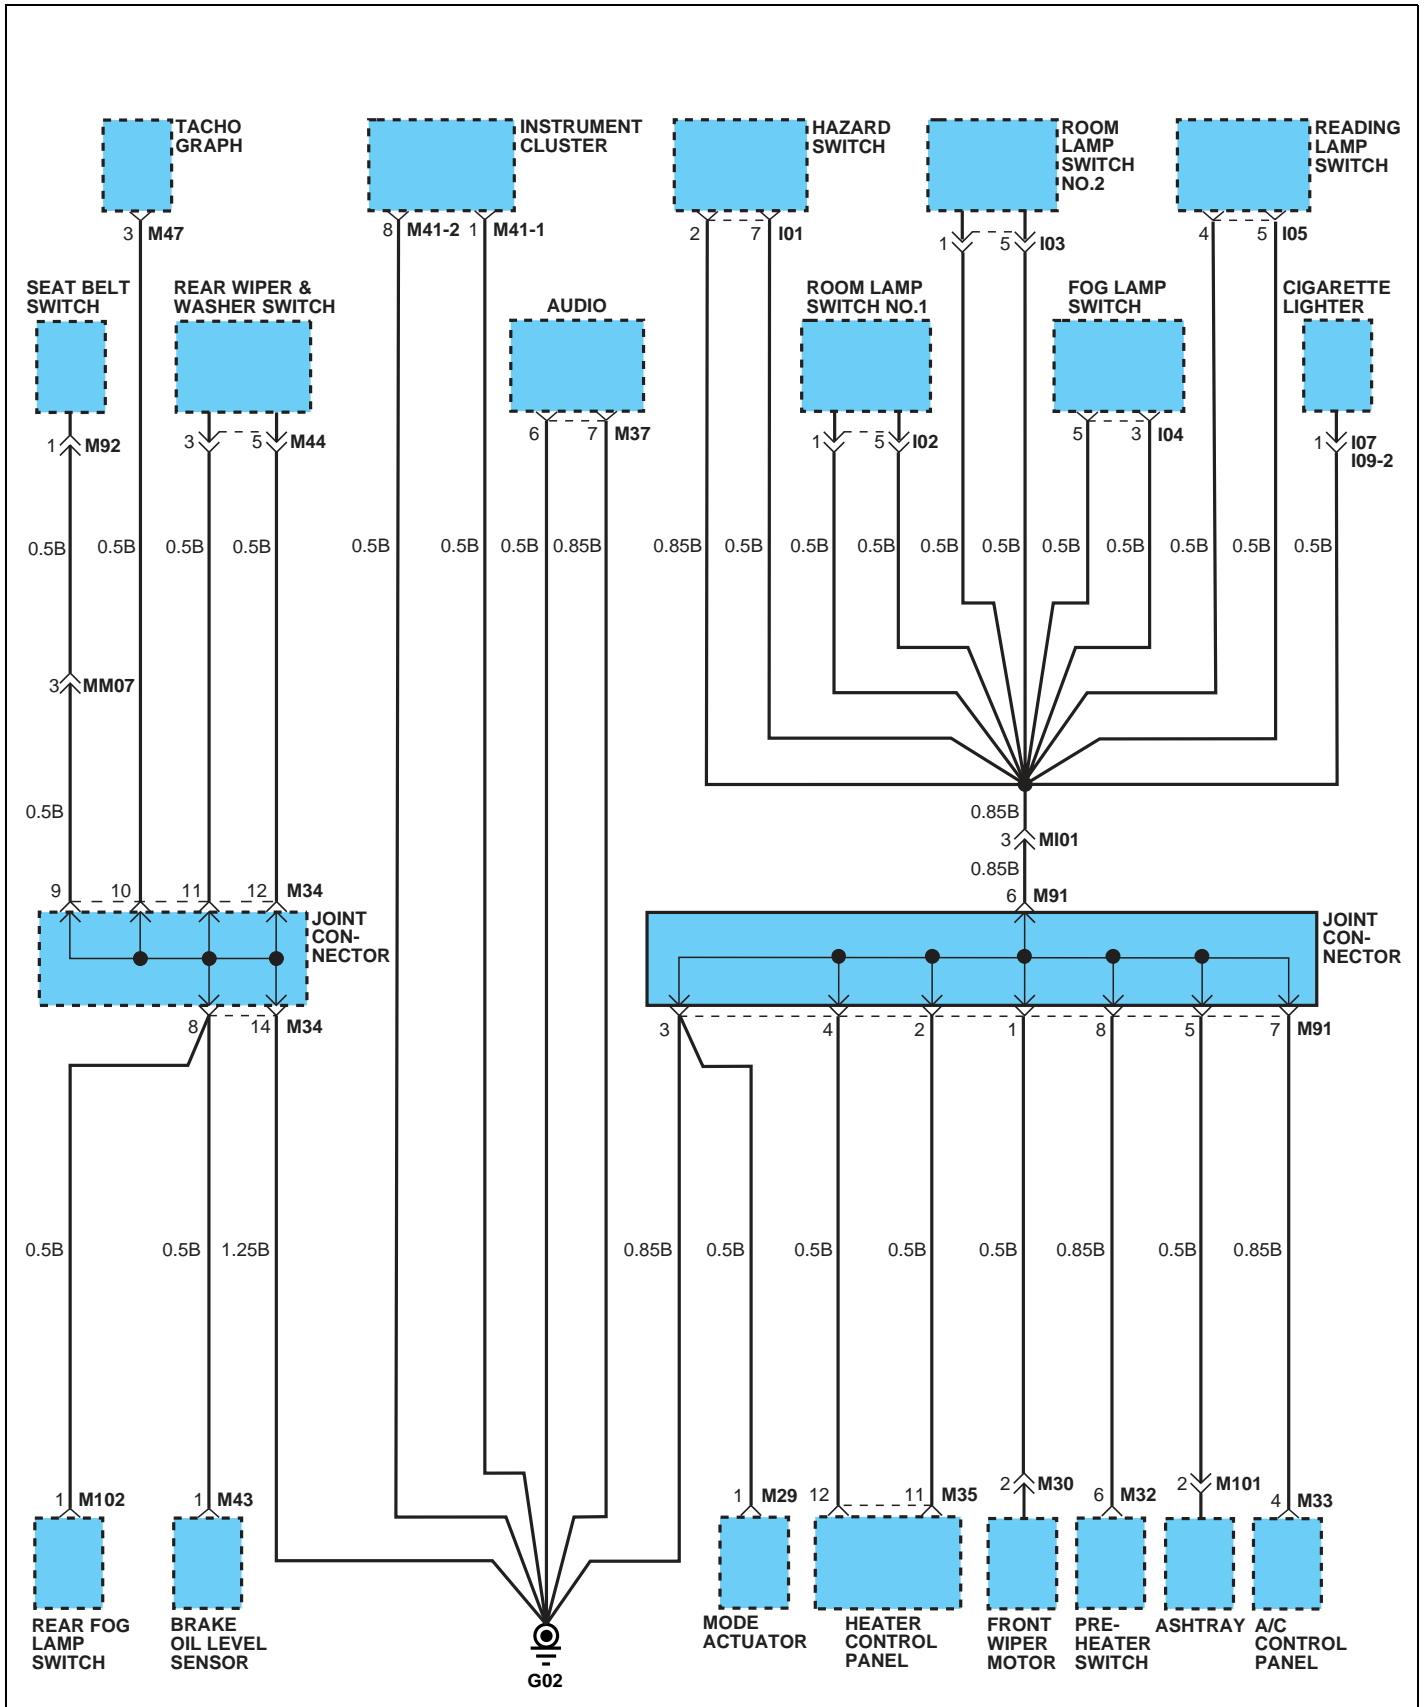 TACHO
GRAPH
INSTRUMENT
CLUSTER
HAZARD
SWITCH
ROOM
LAMP
SWITCH
NO.2
READING
LAMP
SWITCH
3 M47
8 M41-2 1 M41-1
2 7 I01
1 5 I03
4 5 I05
SEAT BELT
SWITCH
REAR WIPER &
WASHER SWITCH
AUDIO
ROOM LAMP
SWITCH NO.1
FOG LAMP
SWITCH
CIGARETTE
LIGHTER
1 M92
3 5 M44
6 7 M37
1 5 I02
5 3 I04
1 I07
I09-2
0.5B 0.5B 0.5B 0.5B 0.5B 0.5B 0.5B 0.85B 0.85B 0.5B 0.5B 0.5B 0.5B 0.5B 0.5B 0.5B 0.5B 0.5B 0.5B
3 MM07
0.5B
0.85B
3 MI01
0.85B
9 10 11 12 M34
6 M91
JOINT
CON-
NECTOR
JOINT
CON-
NECTOR
8 14 M34
3 4 2 1 8 5 7 M91
0.5B 0.5B 1.25B 0.85B 0.5B 0.5B 0.5B 0.5B 0.85B 0.5B 0.85B
1 M102
1 M43
1 M29
12 11 M35
2 M30
6 M32
2 M101
4 M33
REAR FOG
LAMP
SWITCH
BRAKE
OIL LEVEL
SENSOR
G02
MODE
ACTUATOR
HEATER
CONTROL
PANEL
FRONT
WIPER
MOTOR
PRE-
HEATER
SWITCH
ASHTRAY
A/C
CONTROL
PANEL